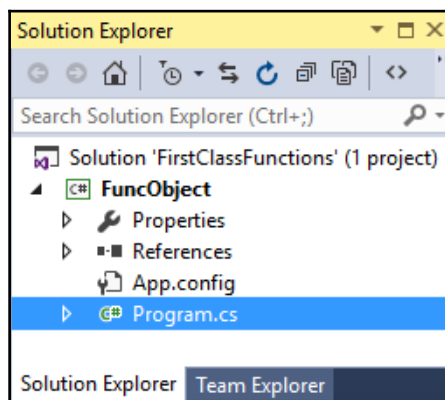 Solution Explorer
Search Solution Explorer (Ctrl+;)
Solution 'FirstClassFunctions' (1 project)
C# FuncObject
Properties
References
App.config
C# Program.cs
Solution Explorer Team Explorer